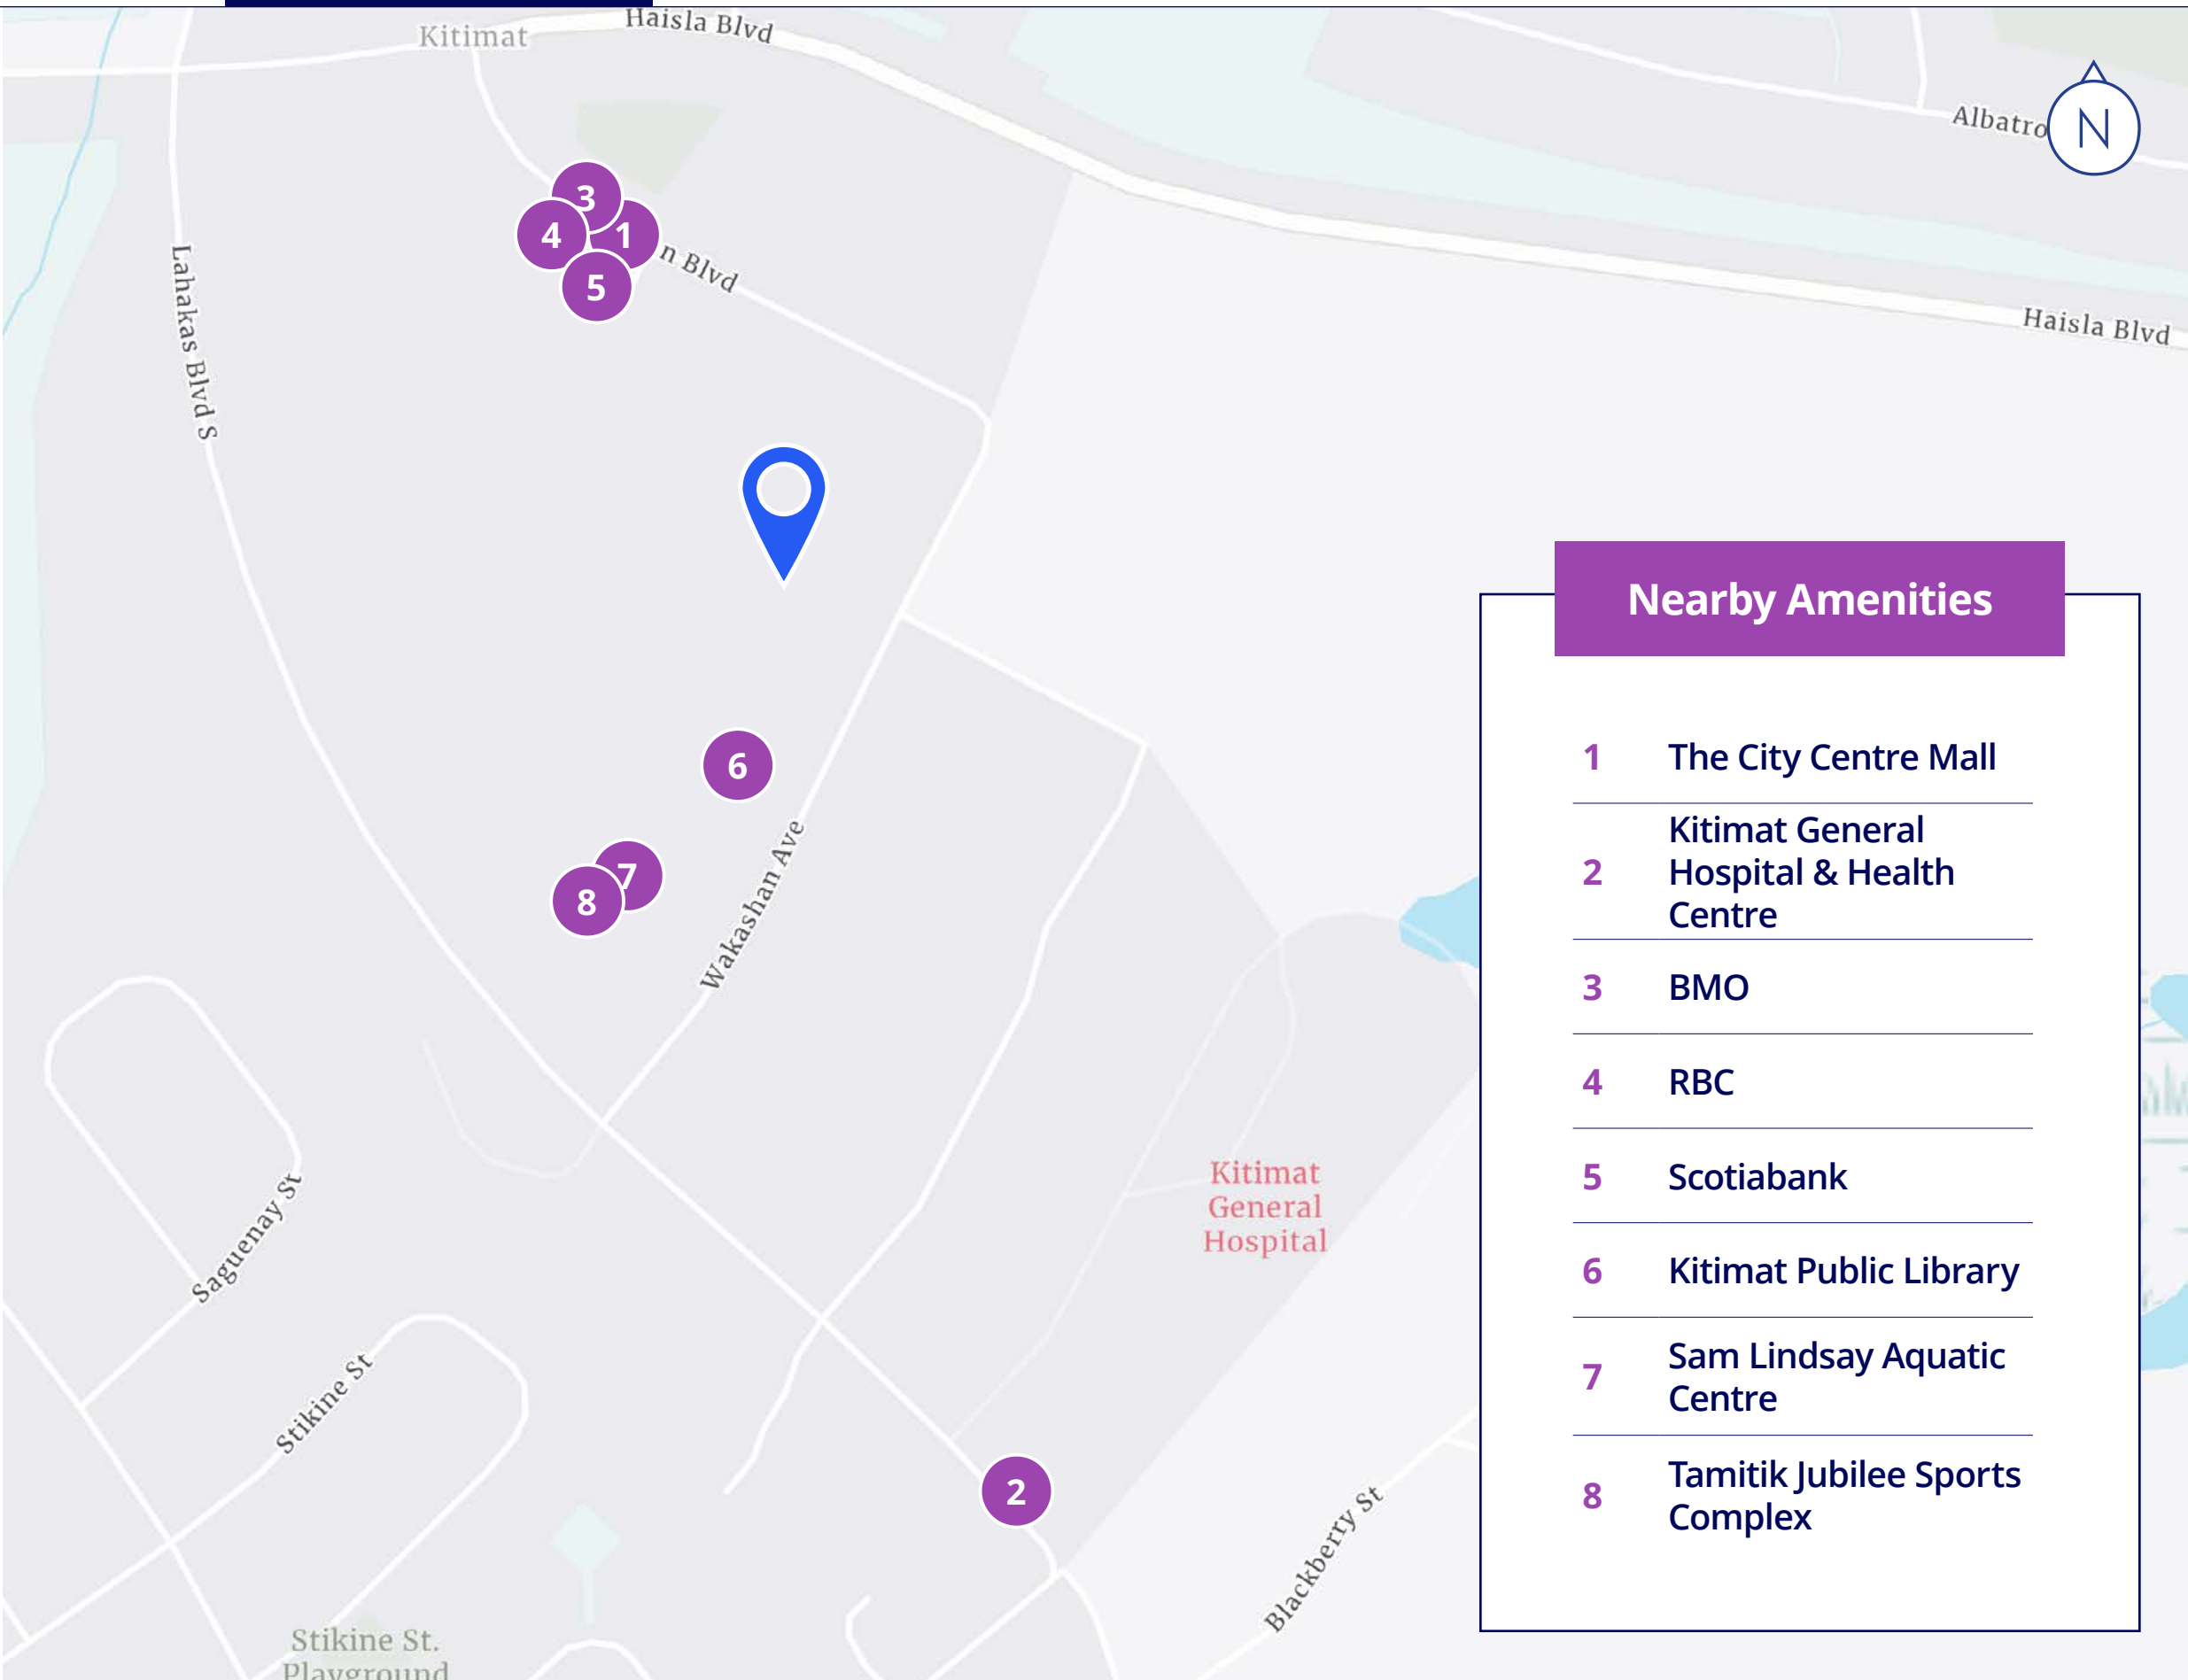 Kitimat
Haisla Blvd
Albatro
N
Lahakas Blvd S
3
4
1
5
n Blvd
Haisla Blvd
6
7
8
Wakashan Ave
Saguenay St
Stikine St
Kitimat
General
Hospital
2
Blackberry St
Stikine St.
Playground
Nearby Amenities
1 The City Centre Mall
Kitimat General
2 Hospital & Health
Centre
3 BMO
4 RBC
5 Scotiabank
6 Kitimat Public Library
7 Sam Lindsay Aquatic
Centre
8 Tamitik Jubilee Sports
Complex